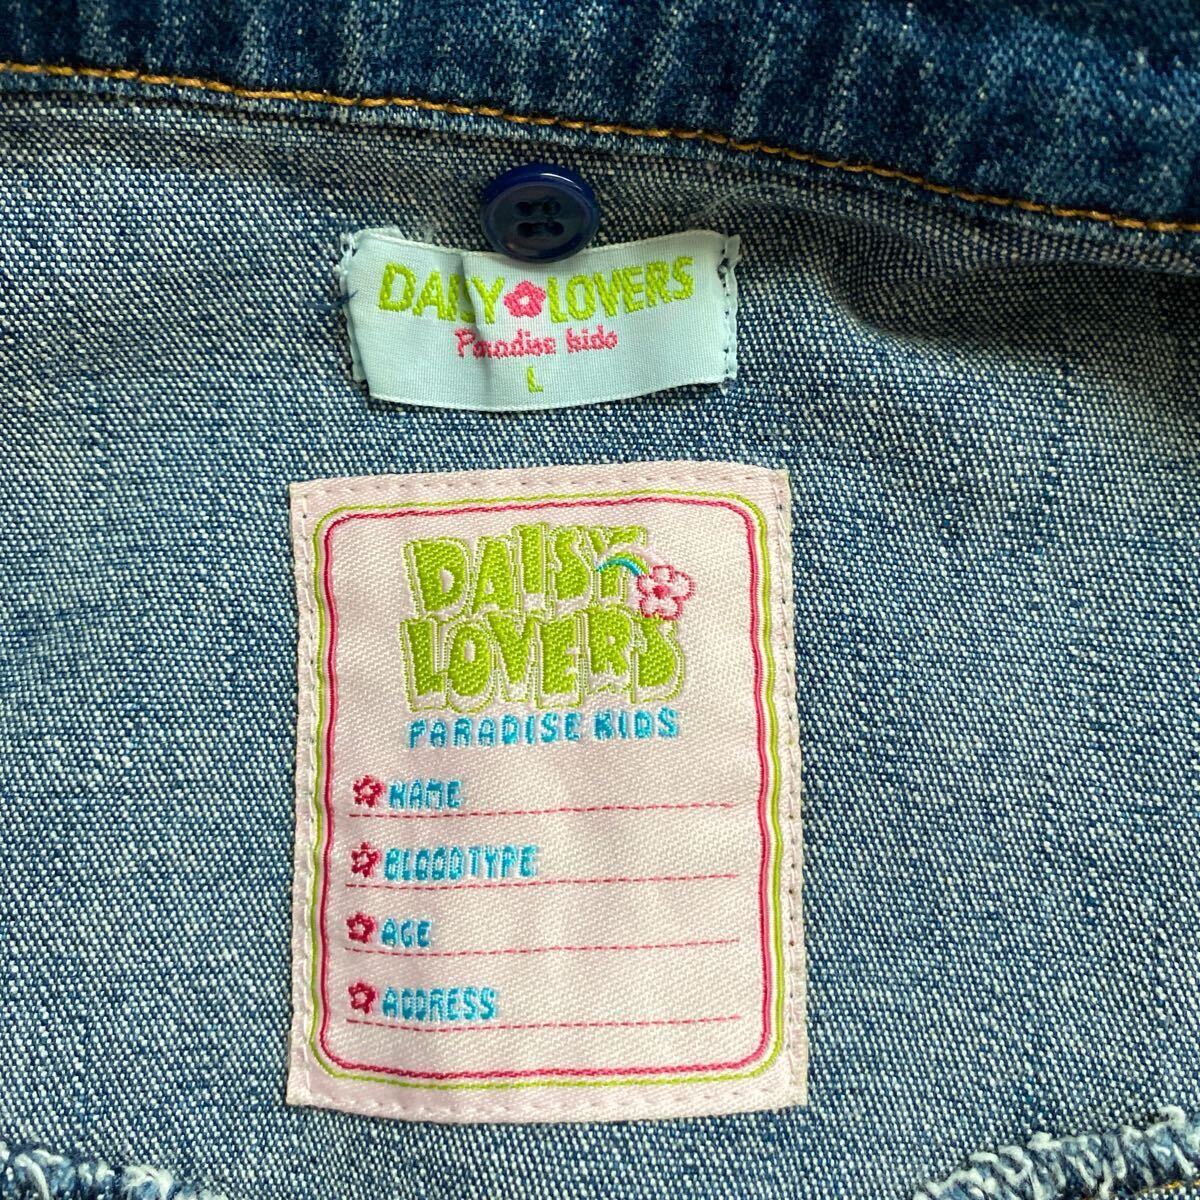 DAISY LOVERS
Paradise kids
L
DAISY
LOVERS
PARADISE KIDS
NAME
BLOODTYPE
AGE
ADDRESS